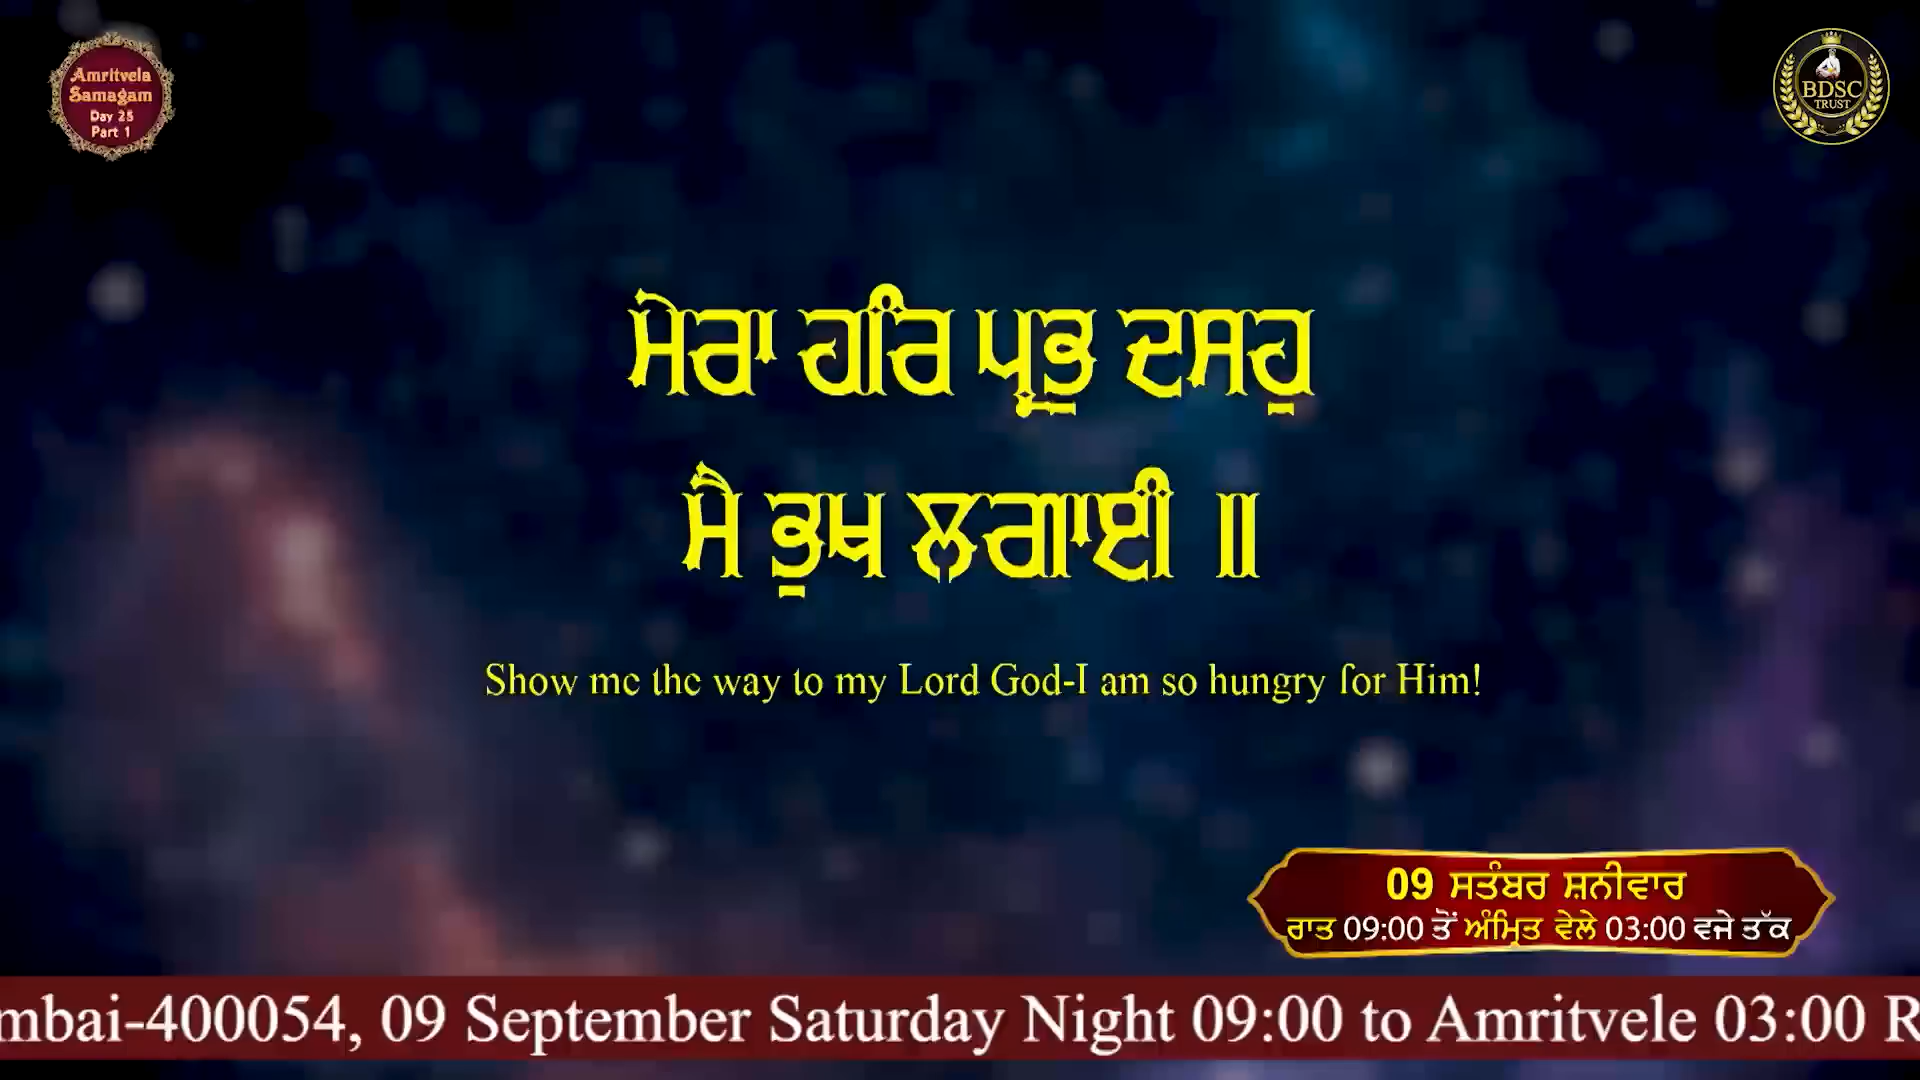 Amritvela
Samagam
Day 25
Part 1
BDSC
TRUST
ਮੇਰਾ ਹਰਿ ਪ੍ਰਭੁ ਦਸਹੁ
ਮੈ ਭੁਖ ਲਗਾਈ ॥
Show me the way to my Lord God-I am so hungry for Him!
09 ਸਤੰਬਰ ਸ਼ਨੀਵਾਰ
ਰਾਤ 09:00 ਤੋਂ ਅੰਮ੍ਰਿਤ ਵੇਲੇ 03:00 ਵਜੇ ਤੱਕ
mbai-400054, 09 September Saturday Night 09:00 to Amritvele 03:00 R